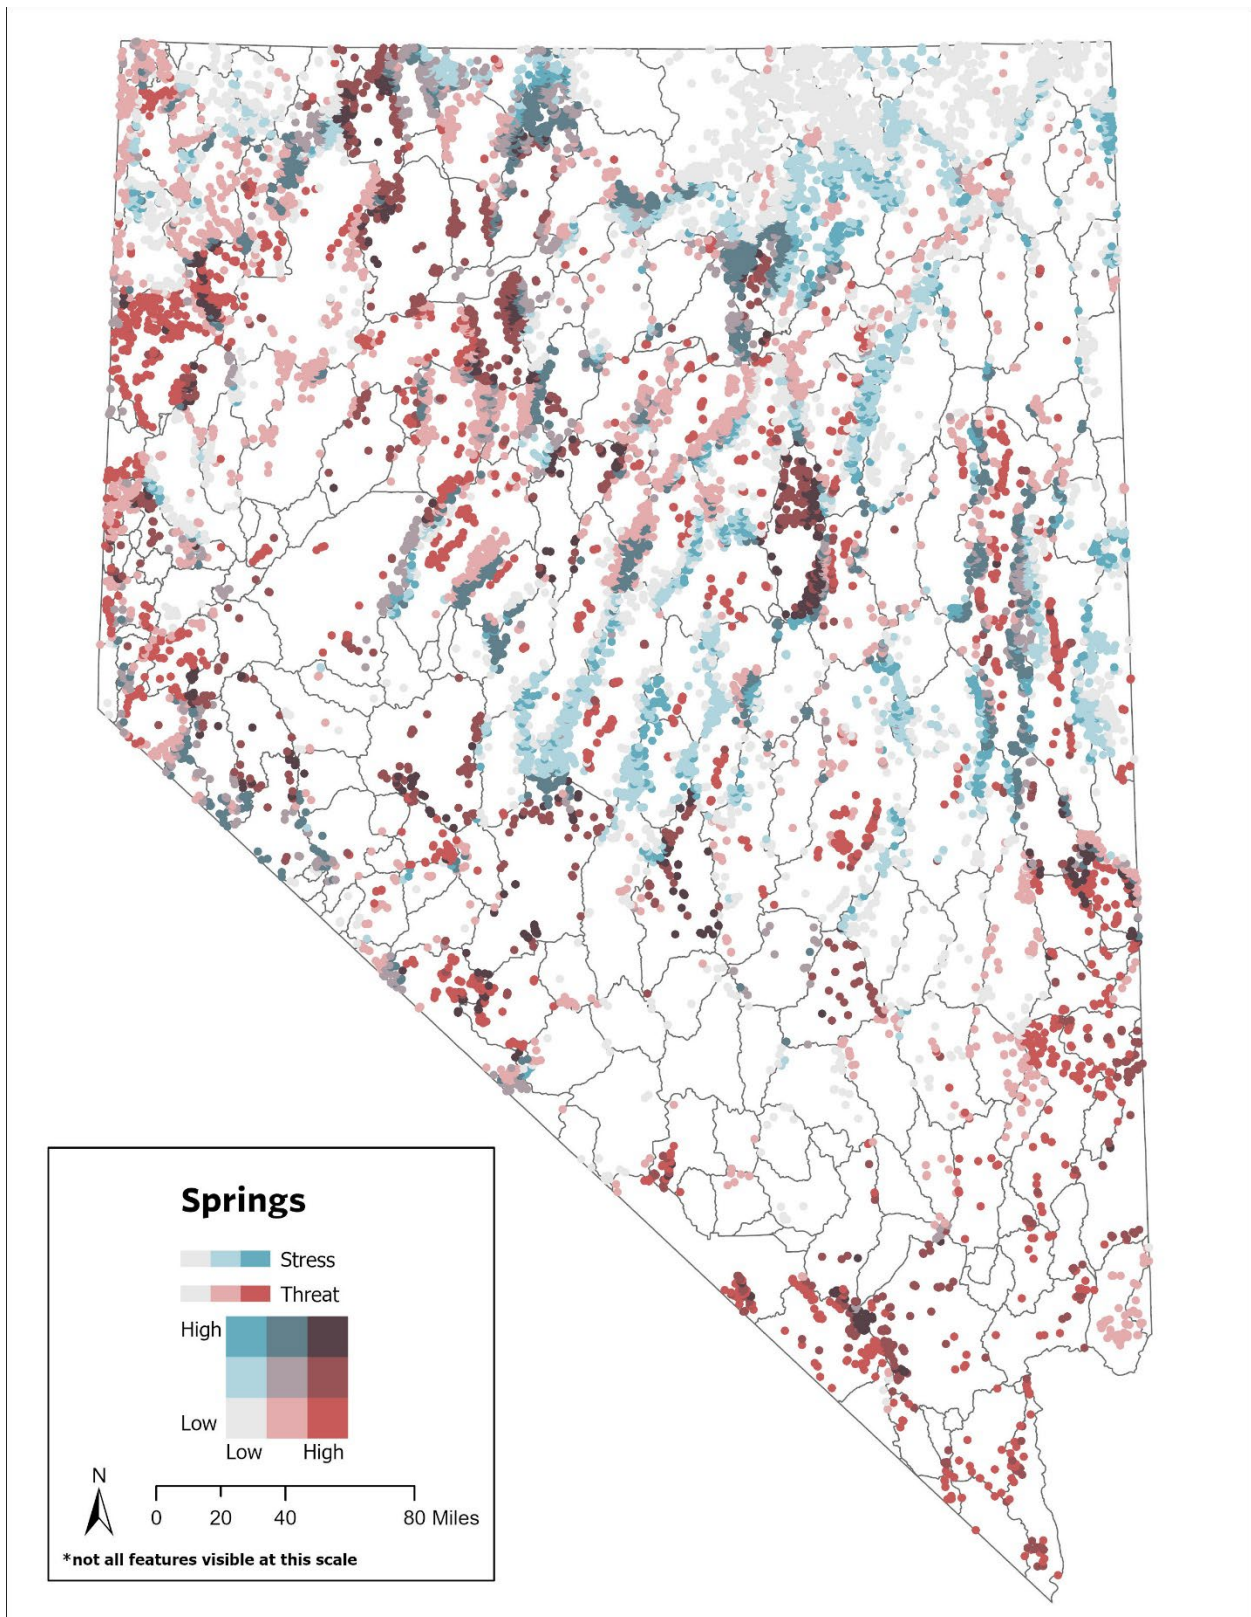 Springs
Stress
Threat
High
Low
Low High
N
0 20 40 80 Miles
*not all features visible at this scale